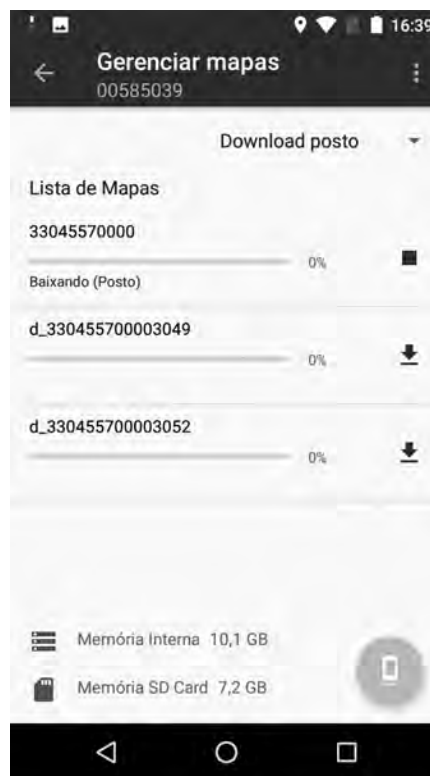 16:39
Gerenciar mapas
00585039
Download posto
Lista de Mapas
33045570000
0%
Baixando (Posto)
d_330455700003049
0%
d_330455700003052
0%
Memória Interna 10,1 GB
Memória SD Card 7,2 GB